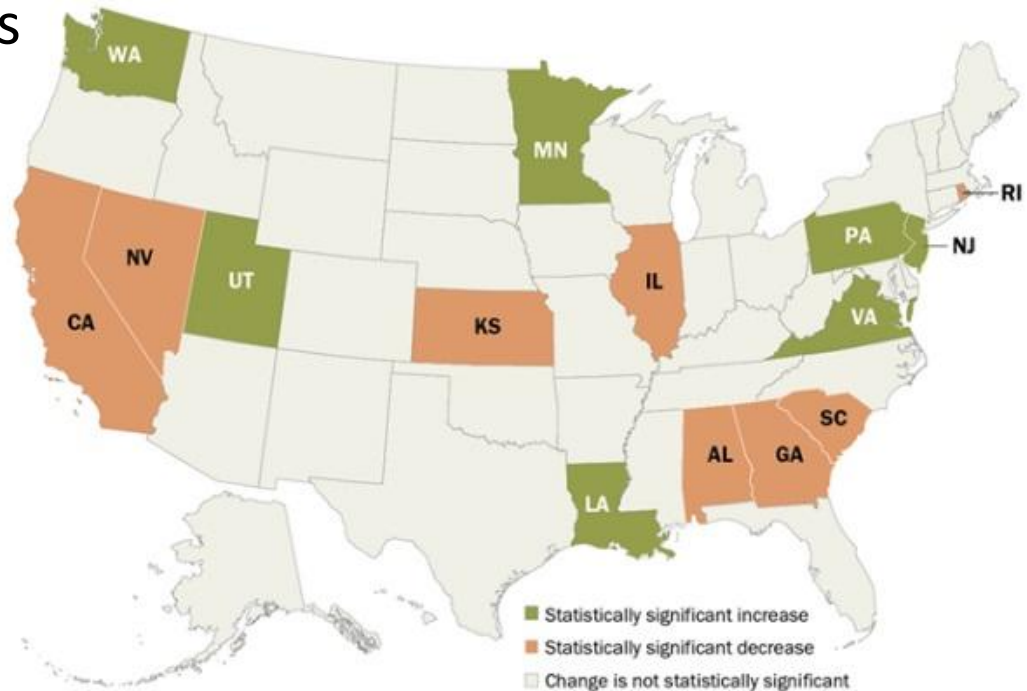 S
WA
MN
RI
PA
NJ
NV
UT
IL
VA
CA
KS
SC
AL
GA
LA
Statistically significant increase
Statistically significant decrease
Change is not statistically significant